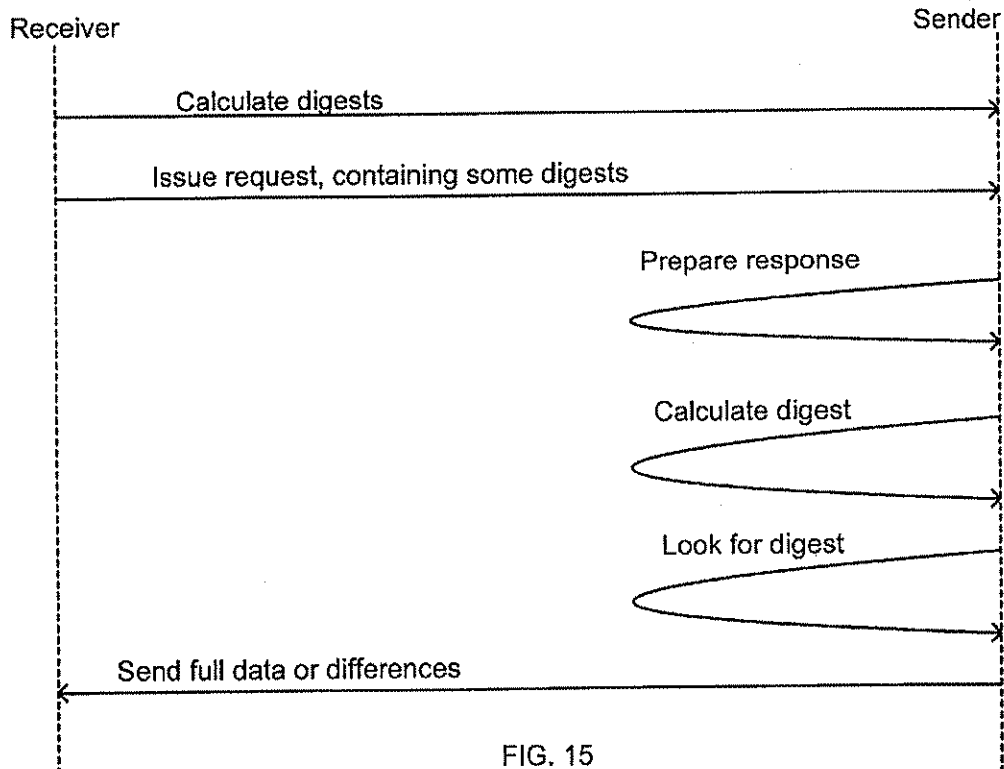 Receiver
Sender
Calculate digests
Issue request, containing some digests
Prepare response
Calculate digest
Look for digest
Send full data or differences
FIG. 15